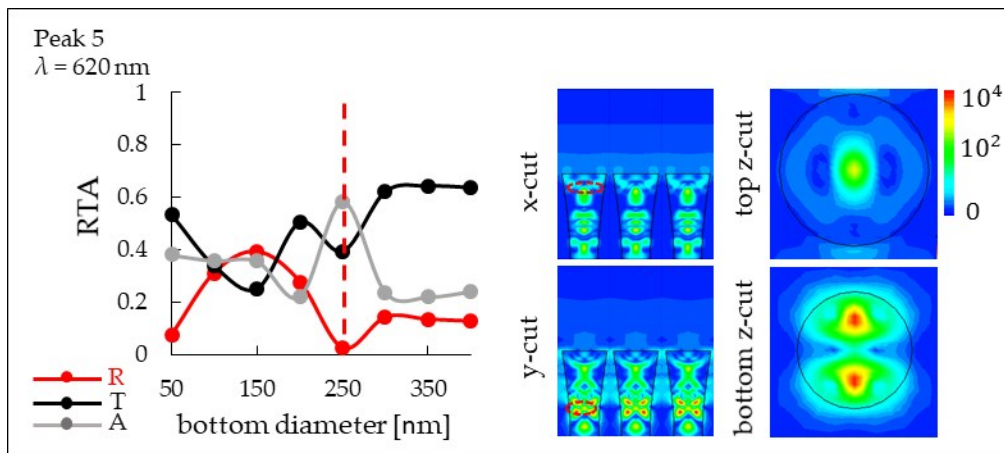 Peak 5
λ = 620 nm
1
0.8
0.6
0.4
0.2
0
RTA
50
150
250
350
bottom diameter [nm]
R
T
A
x-cut
y-cut
top z-cut
bottom z-cut
10⁴
10²
0